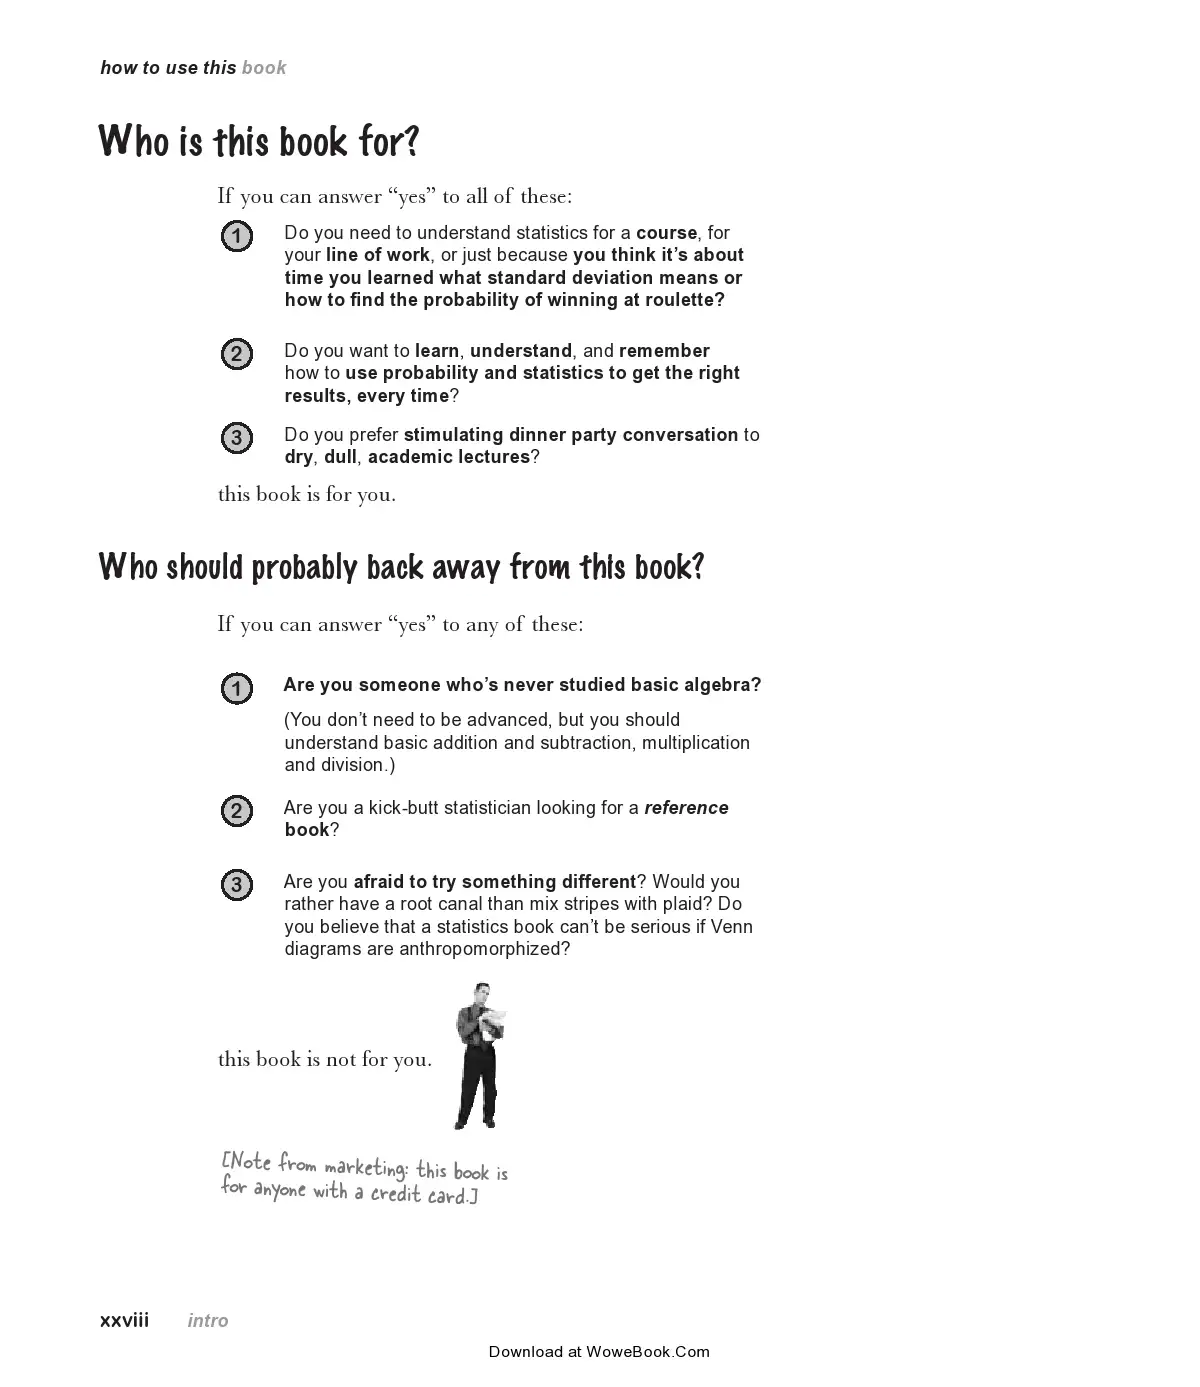 how to use this book
Who is this book for?
If you can answer “yes” to all of these:
1
Do you need to understand statistics for a course, for
your line of work, or just because you think it’s about
time you learned what standard deviation means or
how to find the probability of winning at roulette?
2
Do you want to learn, understand, and remember
how to use probability and statistics to get the right
results, every time?
3
Do you prefer stimulating dinner party conversation to
dry, dull, academic lectures?
this book is for you.
Who should probably back away from this book?
If you can answer “yes” to any of these:
1
Are you someone who’s never studied basic algebra?
(You don’t need to be advanced, but you should
understand basic addition and subtraction, multiplication
and division.)
2
Are you a kick-butt statistician looking for a reference
book?
3
Are you afraid to try something different? Would you
rather have a root canal than mix stripes with plaid? Do
you believe that a statistics book can’t be serious if Venn
diagrams are anthropomorphized?
this book is not for you.
[Note from marketing: this book is
for anyone with a credit card.]
xxviii intro
Download at WoweBook.Com